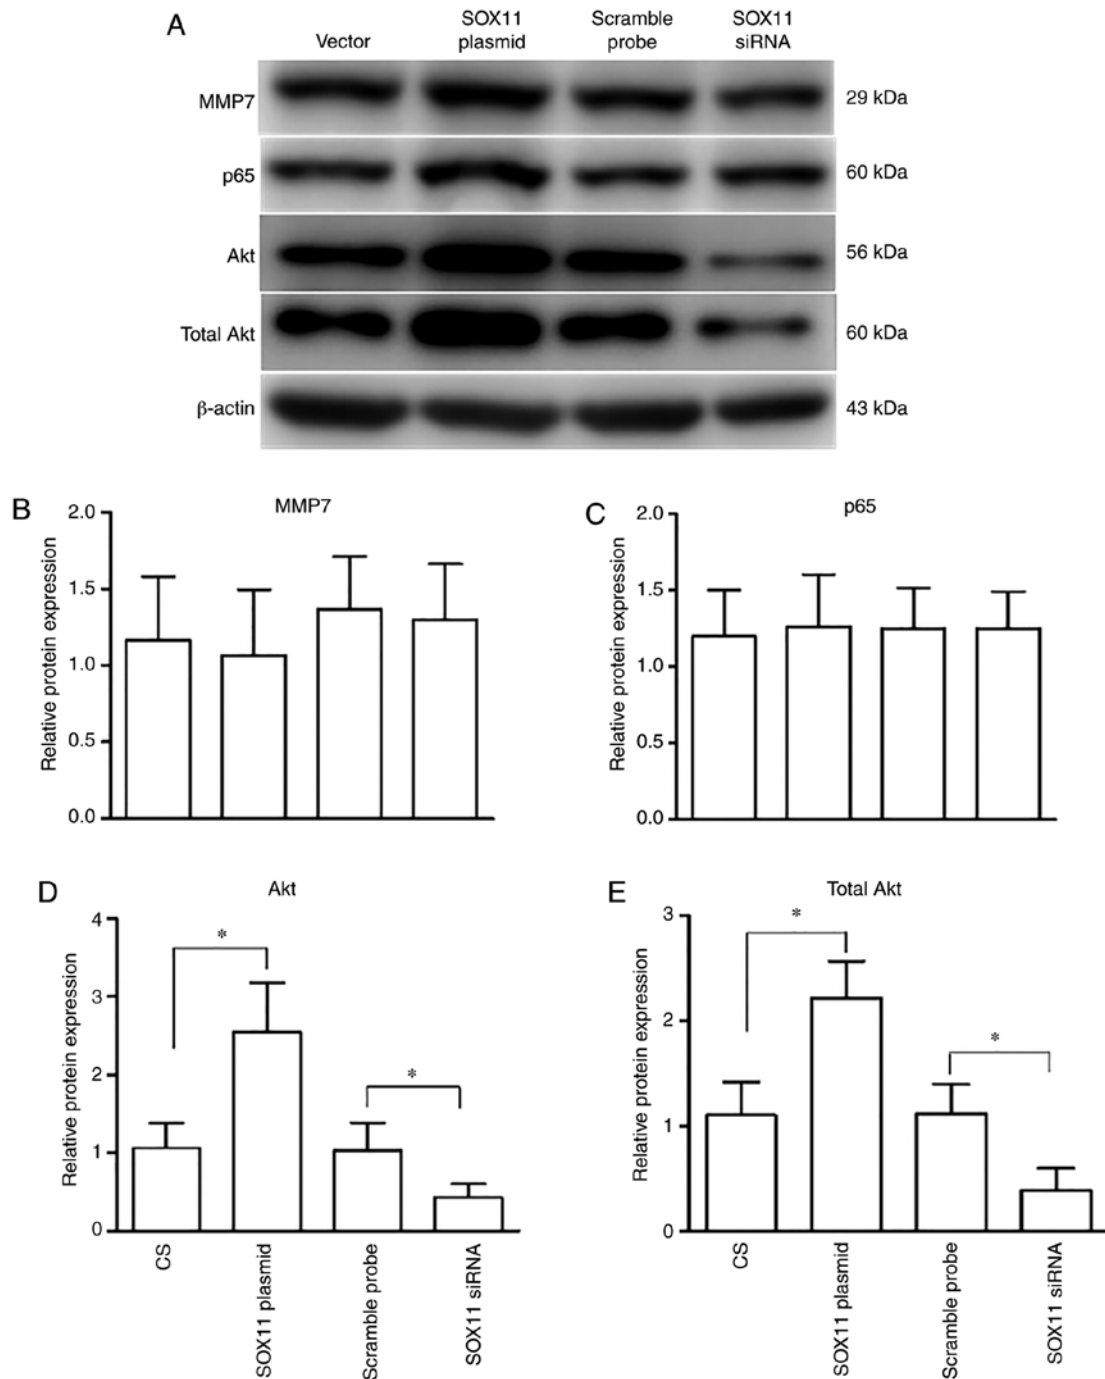 A
Vector
SOX11
plasmid
Scramble
probe
SOX11
siRNA
MMP7
29 kDa
p65
60 kDa
Akt
56 kDa
Total Akt
60 kDa
β-actin
43 kDa
B
MMP7
Relative protein expression
2.0
1.5
1.0
0.5
0.0
C
p65
Relative protein expression
2.0
1.5
1.0
0.5
0.0
D
Akt
Relative protein expression
4
3
2
1
0
*
*
CS
SOX11 plasmid
Scramble probe
SOX11 siRNA
E
Total Akt
Relative protein expression
3
2
1
0
*
*
CS
SOX11 plasmid
Scramble probe
SOX11 siRNA